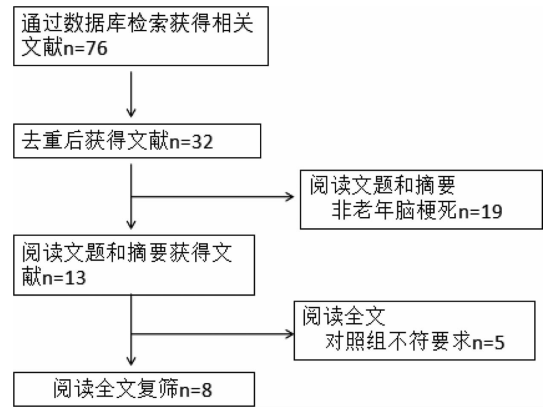 通过数据库检索获得相关
文献n=76
去重后获得文献n=32
阅读文题和摘要
非老年脑梗死n=19
阅读文题和摘要获得文
献n=13
阅读全文
对照组不符要求n=5
阅读全文复筛n=8